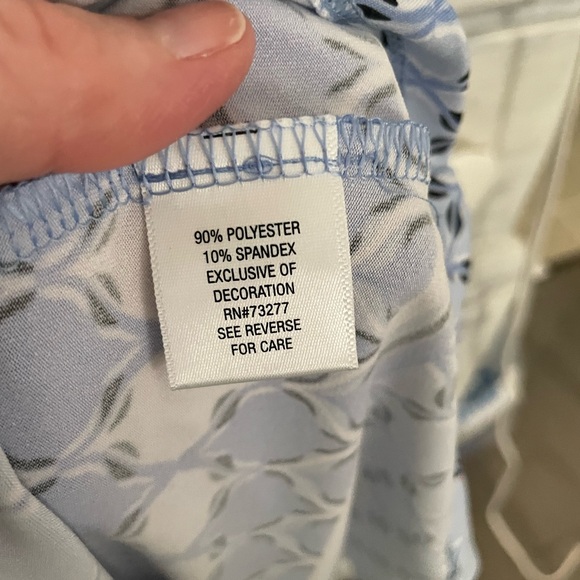 90% POLYESTER
10% SPANDEX
EXCLUSIVE OF
DECORATION
RN#73277
SEE REVERSE
FOR CARE